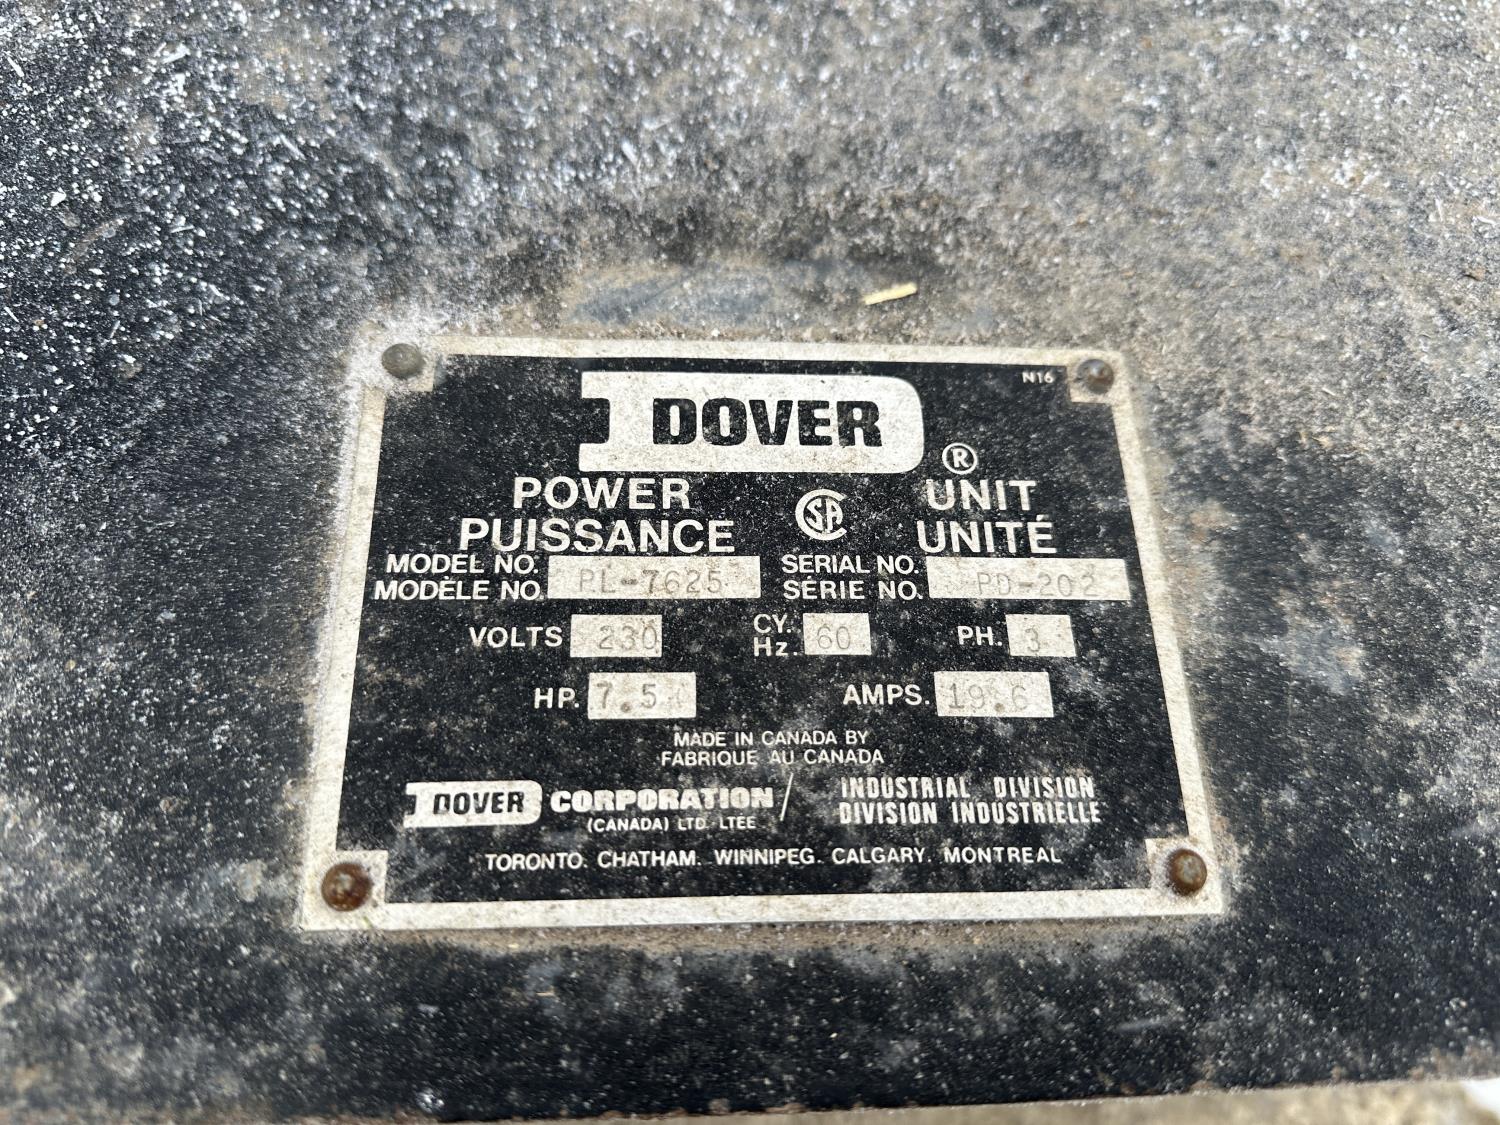 N16
DOVER ®
POWER UNIT
PUISSANCE UNITÉ
CSA
MODEL NO. SERIAL NO.
MODÈLE NO. PL-7625 SÉRIE NO. PD-202
VOLTS 230 CY. Hz. 60 PH. 3
HP. 7.5 AMPS. 19.6
MADE IN CANADA BY
FABRIQUE AU CANADA
DOVER CORPORATION / INDUSTRIAL DIVISION
(CANADA) LTD. LTEE DIVISION INDUSTRIELLE
TORONTO. CHATHAM. WINNIPEG. CALGARY. MONTREAL